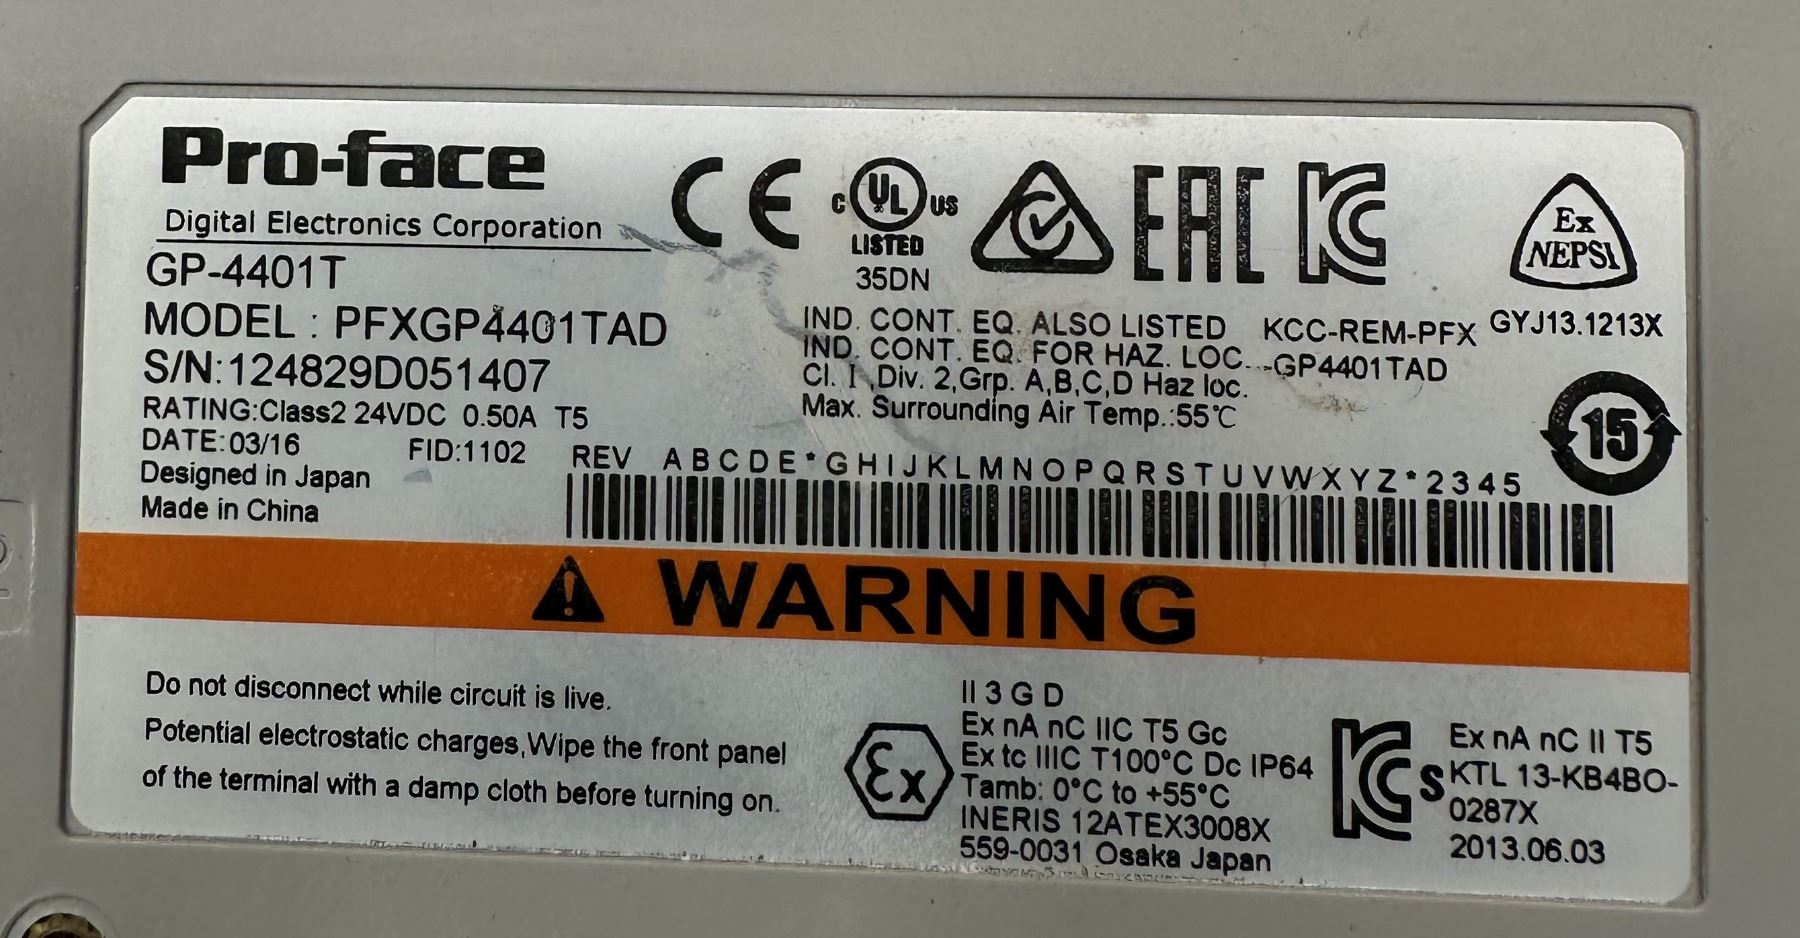 Pro-face
Digital Electronics Corporation
GP-4401T
MODEL : PFXGP4401TAD
S/N:124829D051407
RATING:Class2 24VDC 0.50A T5
DATE:03/16 FID:1102
Designed in Japan
Made in China
CE
C UL US
LISTED
35DN
EAC
KC
Ex
NEPSI
GYJ13.1213X
IND. CONT. EQ. ALSO LISTED
IND. CONT. EQ. FOR HAZ. LOC.
Cl. I ,Div. 2,Grp. A,B,C,D Haz loc.
Max. Surrounding Air Temp.:55℃
KCC-REM-PFX
-GP4401TAD
15
REV A B C D E * G H I J K L M N O P Q R S T U V W X Y Z * 2 3 4 5
WARNING
Do not disconnect while circuit is live.
Potential electrostatic charges,Wipe the front panel
of the terminal with a damp cloth before turning on.
Ex
II 3 G D
Ex nA nC IIC T5 Gc
Ex tc IIIC T100°C Dc IP64
Tamb: 0°C to +55°C
INERIS 12ATEX3008X
559-0031 Osaka Japan
KCs
Ex nA nC II T5
KTL 13-KB4BO-
0287X
2013.06.03